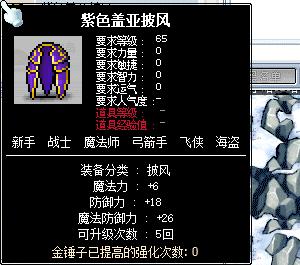 紫色盖亚披风
要求等级: 65
要求力量: 0
要求敏捷: 0
要求智力: 0
要求运气: 0
要求人气度: -
道具等级: -
道具经验值: -
新手 战士 魔法师 弓箭手 飞侠 海盗
装备分类: 披风
魔法力: +6
防御力: +18
魔法防御力: +26
可升级次数: 5回
金锤子已提高的强化次数: 0